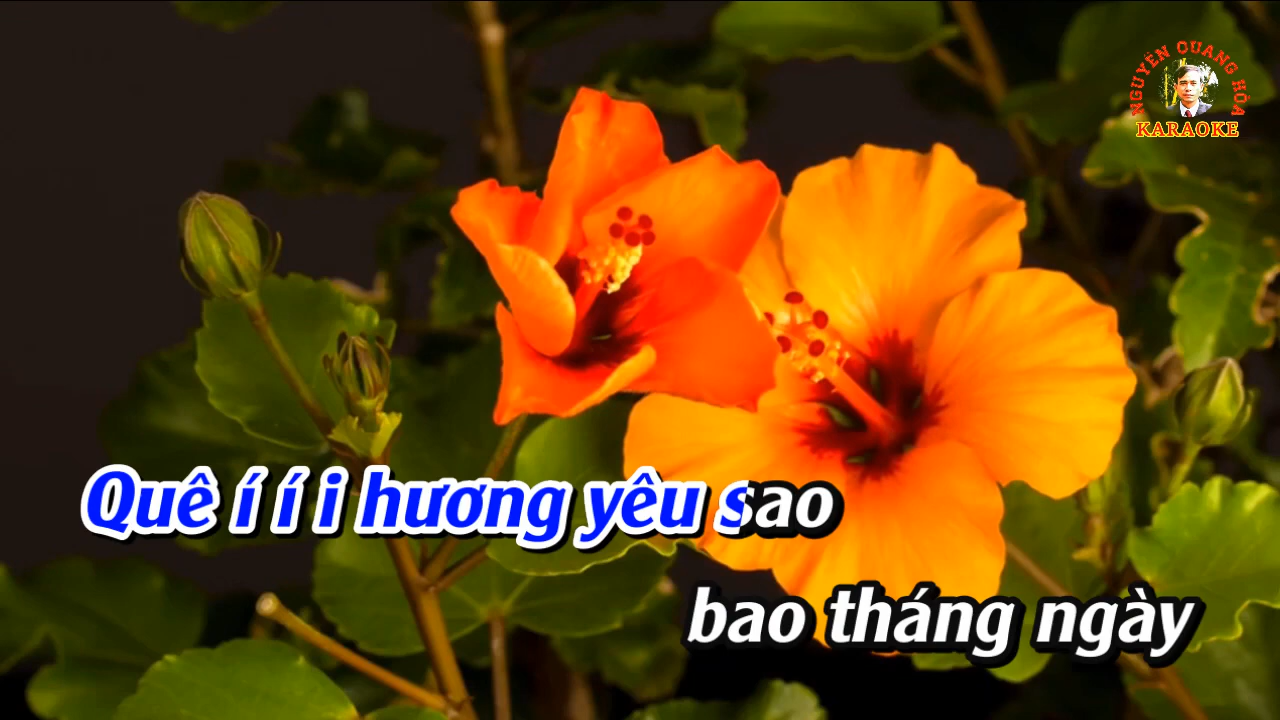 NGUYỄN QUANG HÒA
KARAOKE
Quê í í i hương yêu sao
bao tháng ngày